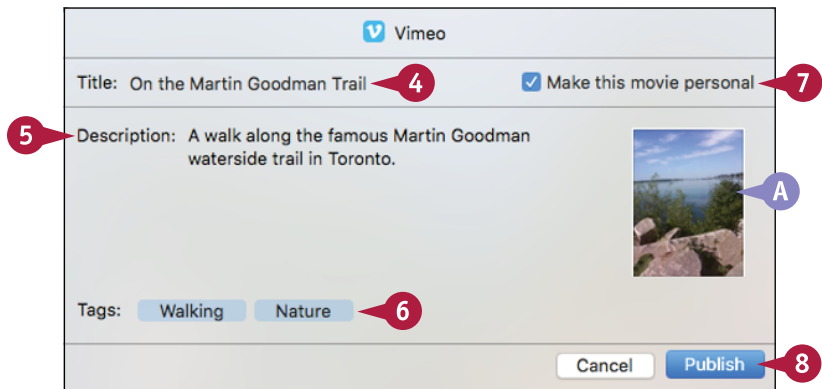 Vimeo
Title: On the Martin Goodman Trail 4 Make this movie personal 7
5 Description: A walk along the famous Martin Goodman
waterside trail in Toronto.
A
Tags: Walking Nature 6
Cancel Publish 8